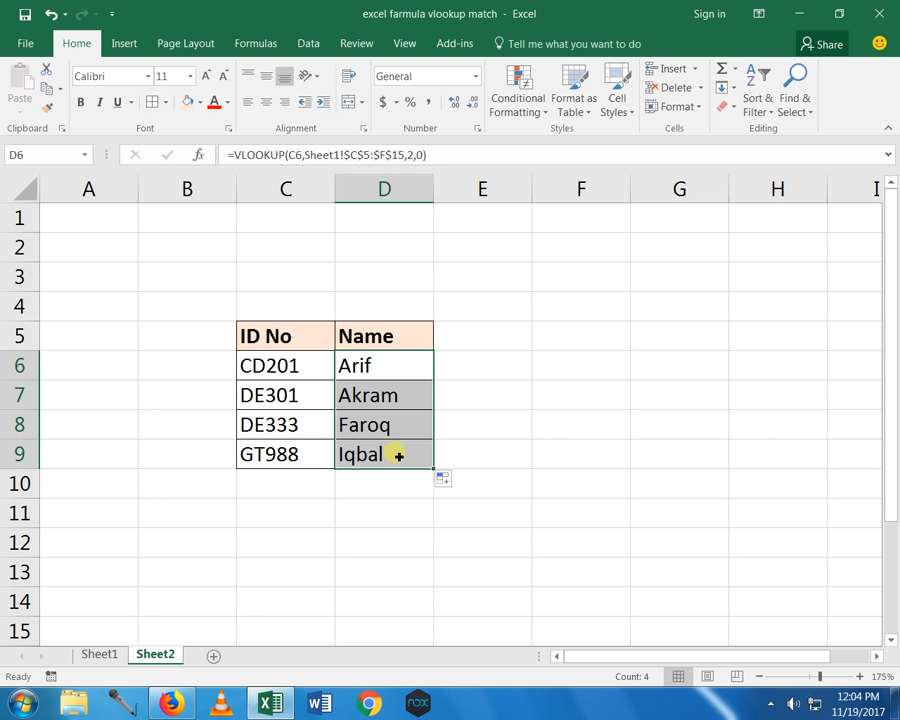 excel farmula vlookup match - Excel
Sign in
File Home Insert Page Layout Formulas Data Review View Add-ins Tell me what you want to do Share
Paste
Calibri 11
General
B I U A
$ % ,
Conditional Formatting
Format as Table
Cell Styles
Insert
Delete
Format
Sort & Filter
Find & Select
Clipboard Font Alignment Number Styles Cells Editing
D6 fx =VLOOKUP(C6,Sheet1!$C$5:$F$15,2,0)
A B C D E F G H I
1
2
3
4
5 ID No Name
6 CD201 Arif
7 DE301 Akram
8 DE333 Faroq
9 GT988 Iqbal
10
11
12
13
14
15
Sheet1 Sheet2
Ready Count: 4 175%
nox
12:04 PM
11/19/2017